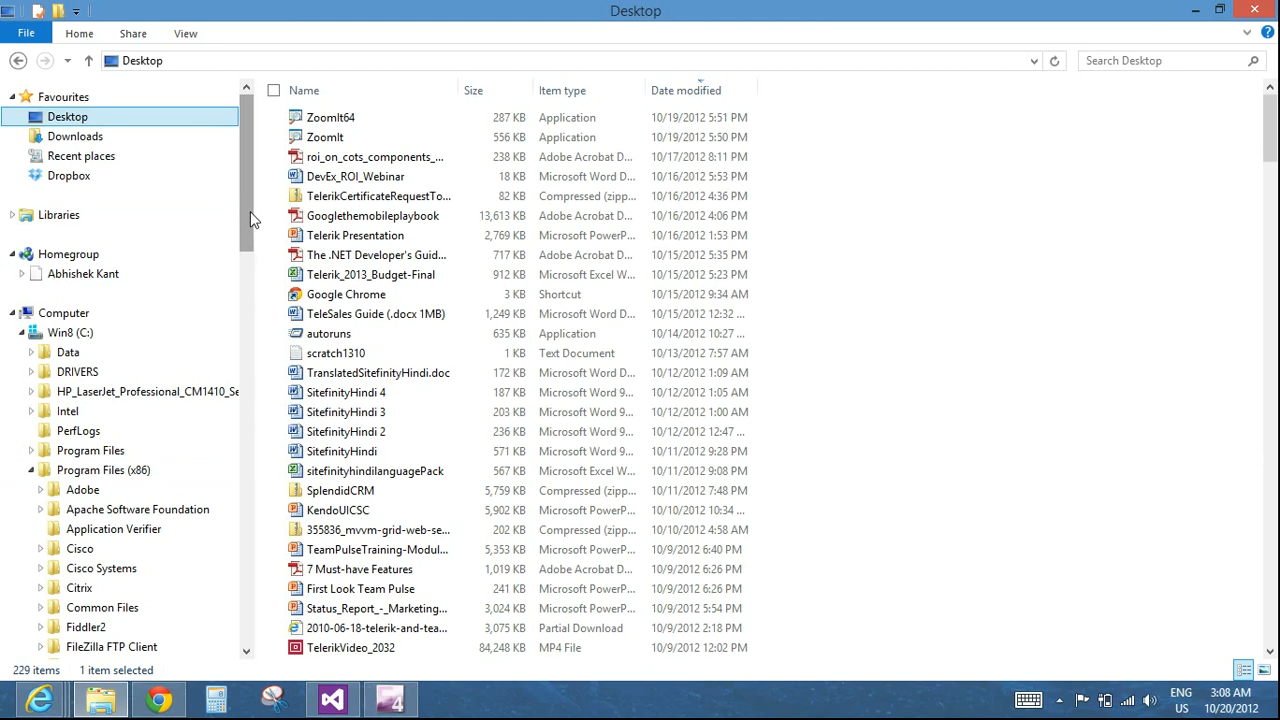 Desktop
File Home Share View
Desktop Search Desktop
Name Size Item type Date modified
Favourites
Desktop
Downloads
Recent places
Dropbox
Libraries
Homegroup
Abhishek Kant
Computer
Win8 (C:)
Data
DRIVERS
HP_LaserJet_Professional_CM1410_Se
Intel
PerfLogs
Program Files
Program Files (x86)
Adobe
Apache Software Foundation
Application Verifier
Cisco
Cisco Systems
Citrix
Common Files
Fiddler2
FileZilla FTP Client
ZoomIt64 287 KB Application 10/19/2012 5:51 PM
ZoomIt 556 KB Application 10/19/2012 5:50 PM
roi_on_cots_components_... 238 KB Adobe Acrobat D... 10/17/2012 8:11 PM
DevEx_ROI_Webinar 18 KB Microsoft Word D... 10/16/2012 5:53 PM
TelerikCertificateRequestTo... 82 KB Compressed (zipp... 10/16/2012 4:36 PM
Googlethemobileplaybook 13,613 KB Adobe Acrobat D... 10/16/2012 4:06 PM
Telerik Presentation 2,769 KB Microsoft PowerP... 10/16/2012 1:53 PM
The .NET Developer's Guid... 717 KB Adobe Acrobat D... 10/15/2012 5:35 PM
Telerik_2013_Budget-Final 912 KB Microsoft Excel W... 10/15/2012 5:23 PM
Google Chrome 3 KB Shortcut 10/15/2012 9:34 AM
TeleSales Guide (.docx 1MB) 1,249 KB Microsoft Word D... 10/15/2012 12:32 ...
autoruns 635 KB Application 10/14/2012 10:27 ...
scratch1310 1 KB Text Document 10/13/2012 7:57 AM
TranslatedSitefinityHindi.doc 172 KB Microsoft Word D... 10/12/2012 1:09 AM
SitefinityHindi 4 187 KB Microsoft Word 9... 10/12/2012 1:05 AM
SitefinityHindi 3 203 KB Microsoft Word 9... 10/12/2012 1:00 AM
SitefinityHindi 2 236 KB Microsoft Word 9... 10/12/2012 12:47 ...
SitefinityHindi 571 KB Microsoft Word 9... 10/11/2012 9:28 PM
sitefinityhindilanguagePack 567 KB Microsoft Excel W... 10/11/2012 9:08 PM
SplendidCRM 5,759 KB Compressed (zipp... 10/11/2012 7:48 PM
KendoUICSC 5,902 KB Microsoft PowerP... 10/10/2012 10:34 ...
355836_mvvm-grid-web-se... 202 KB Compressed (zipp... 10/10/2012 4:58 AM
TeamPulseTraining-Modul... 5,353 KB Microsoft PowerP... 10/9/2012 6:40 PM
7 Must-have Features 1,019 KB Adobe Acrobat D... 10/9/2012 6:26 PM
First Look Team Pulse 241 KB Microsoft PowerP... 10/9/2012 6:26 PM
Status_Report_-_Marketing... 3,024 KB Microsoft PowerP... 10/9/2012 5:54 PM
2010-06-18-telerik-and-tea... 3,075 KB Partial Download 10/9/2012 2:18 PM
TelerikVideo_2032 84,248 KB MP4 File 10/9/2012 12:02 PM
229 items 1 item selected
ENG 3:08 AM
US 10/20/2012